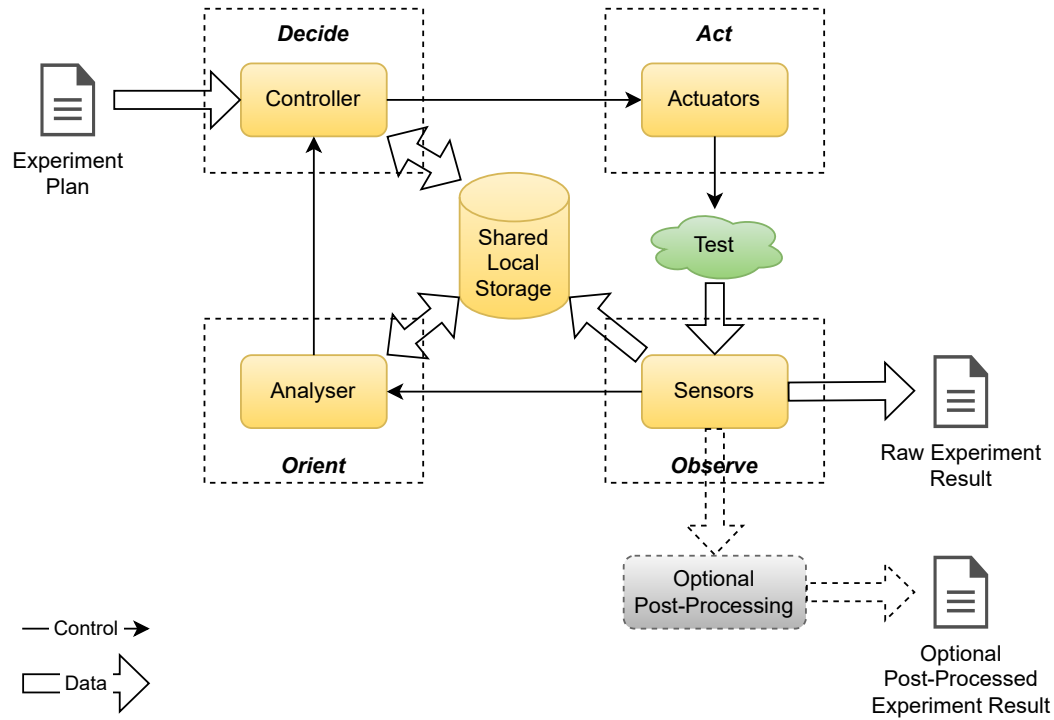 Decide
Act
Controller
Actuators
Experiment
Plan
Shared
Local
Storage
Test
Analyser
Sensors
Orient
Observe
Raw Experiment
Result
Optional
Post-Processing
Control
Data
Optional
Post-Processed
Experiment Result